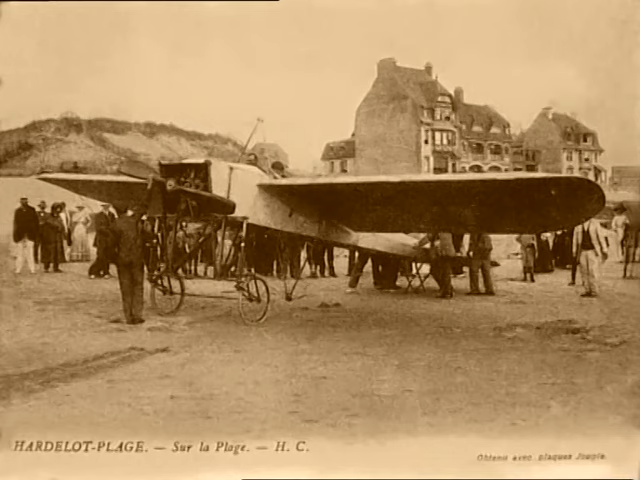 HARDELOT-PLAGE. — Sur la Plage. — H. C.
Obtenu avec plaques Jougla.